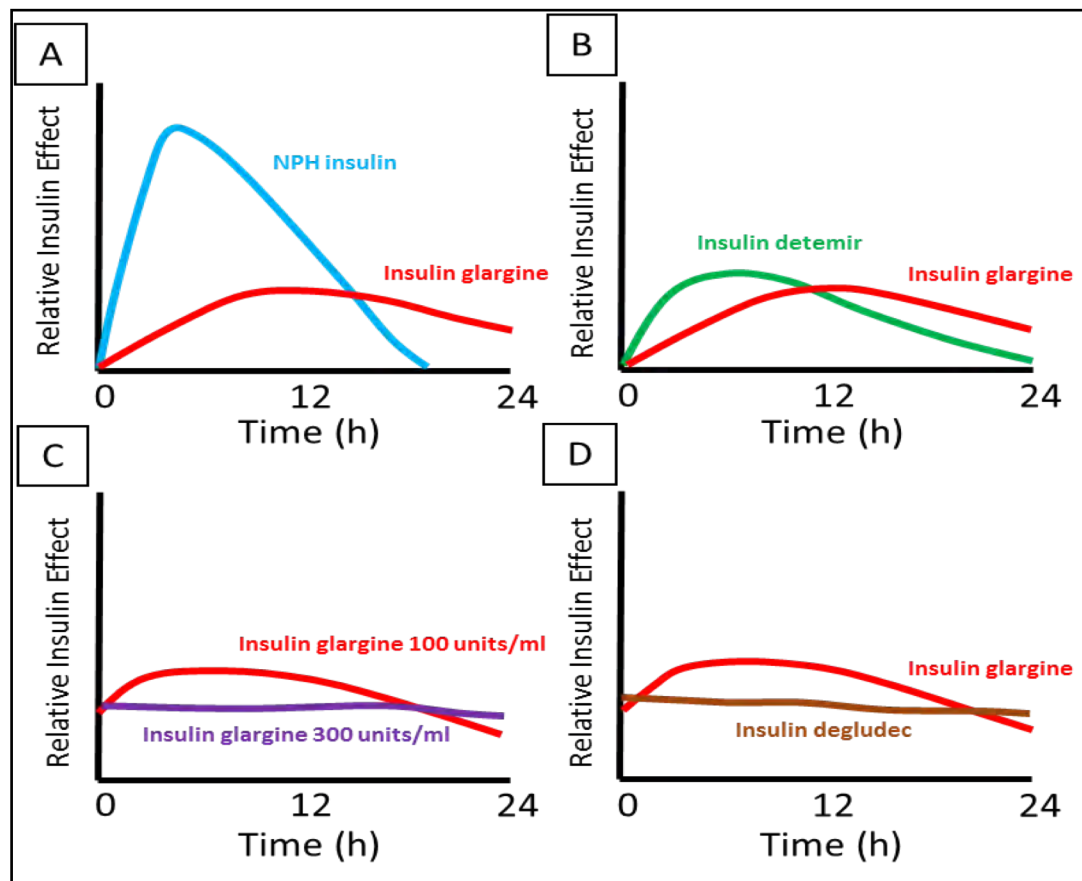 A
Relative Insulin Effect
NPH insulin
Insulin glargine
0 12 24
Time (h)
B
Relative Insulin Effect
Insulin detemir
Insulin glargine
0 12 24
Time (h)
C
Relative Insulin Effect
Insulin glargine 100 units/ml
Insulin glargine 300 units/ml
0 12 24
Time (h)
D
Relative Insulin Effect
Insulin glargine
Insulin degludec
0 12 24
Time (h)